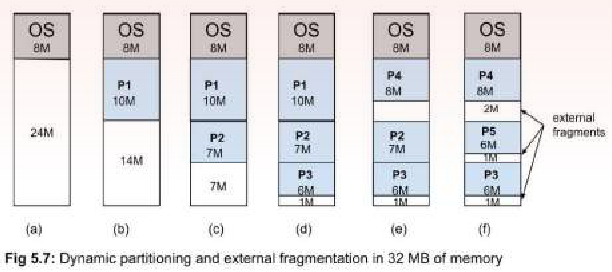 OS
8M
24M
(a)
OS
8M
P1
10M
14M
(b)
OS
8M
P1
10M
P2
7M
7M
(c)
OS
8M
P1
10M
P2
7M
P3
6M
1M
(d)
OS
8M
P4
8M
P2
7M
P3
6M
1M
(e)
OS
8M
P4
8M
2M
P5
6M
1M
P3
6M
1M
(f)
external
fragments
Fig 5.7: Dynamic partitioning and external fragmentation in 32 MB of memory